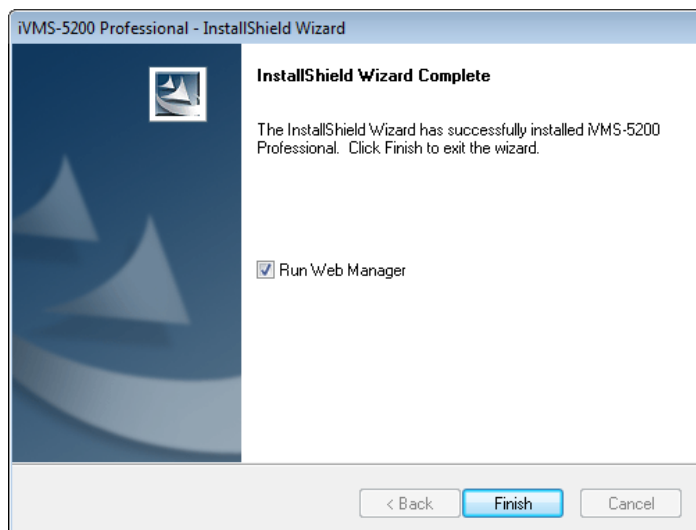 iVMS-5200 Professional - InstallShield Wizard
InstallShield Wizard Complete
The InstallShield Wizard has successfully installed iVMS-5200
Professional. Click Finish to exit the wizard.
Run Web Manager
< Back Finish Cancel